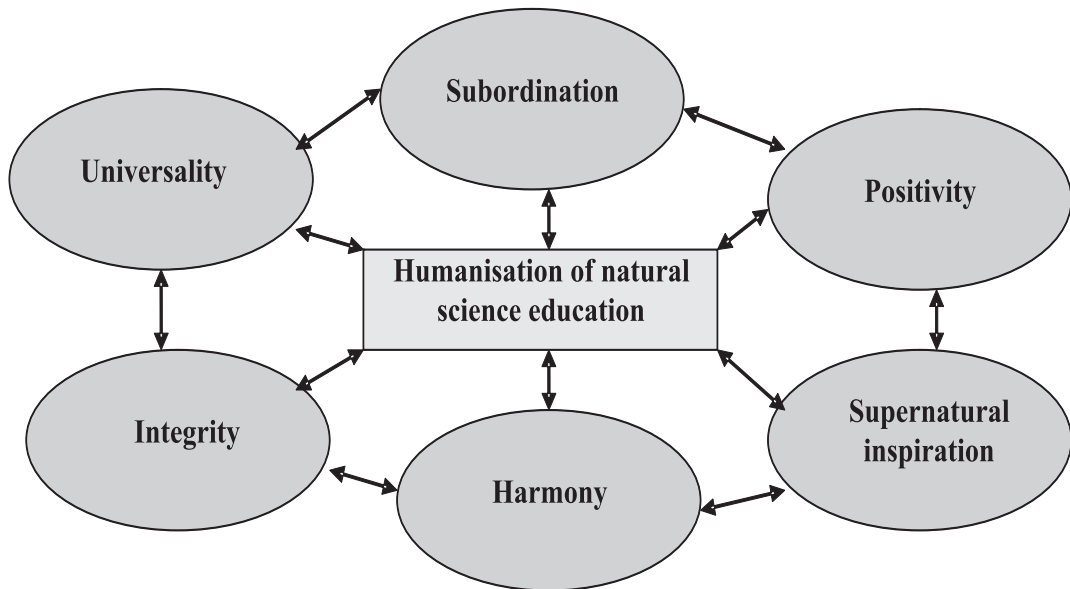 Subordination
Universality
Positivity
Humanisation of natural
science education
Integrity
Harmony
Supernatural
inspiration